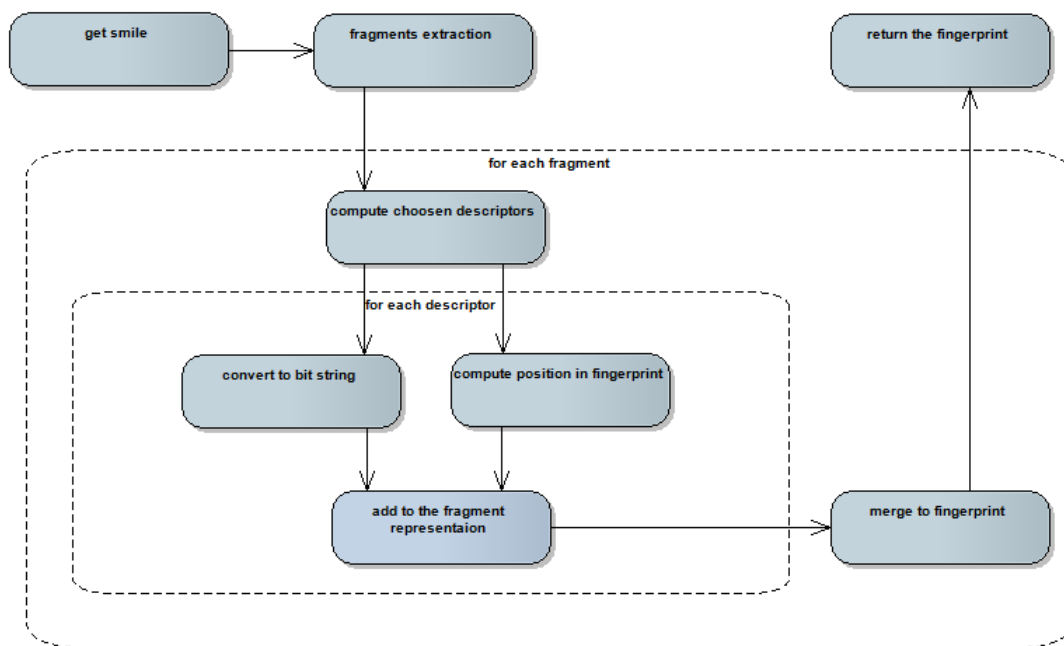 get smile
fragments extraction
return the fingerprint
for each fragment
compute choosen descriptors
for each descriptor
convert to bit string
compute position in fingerprint
add to the fragment
representaion
merge to fingerprint